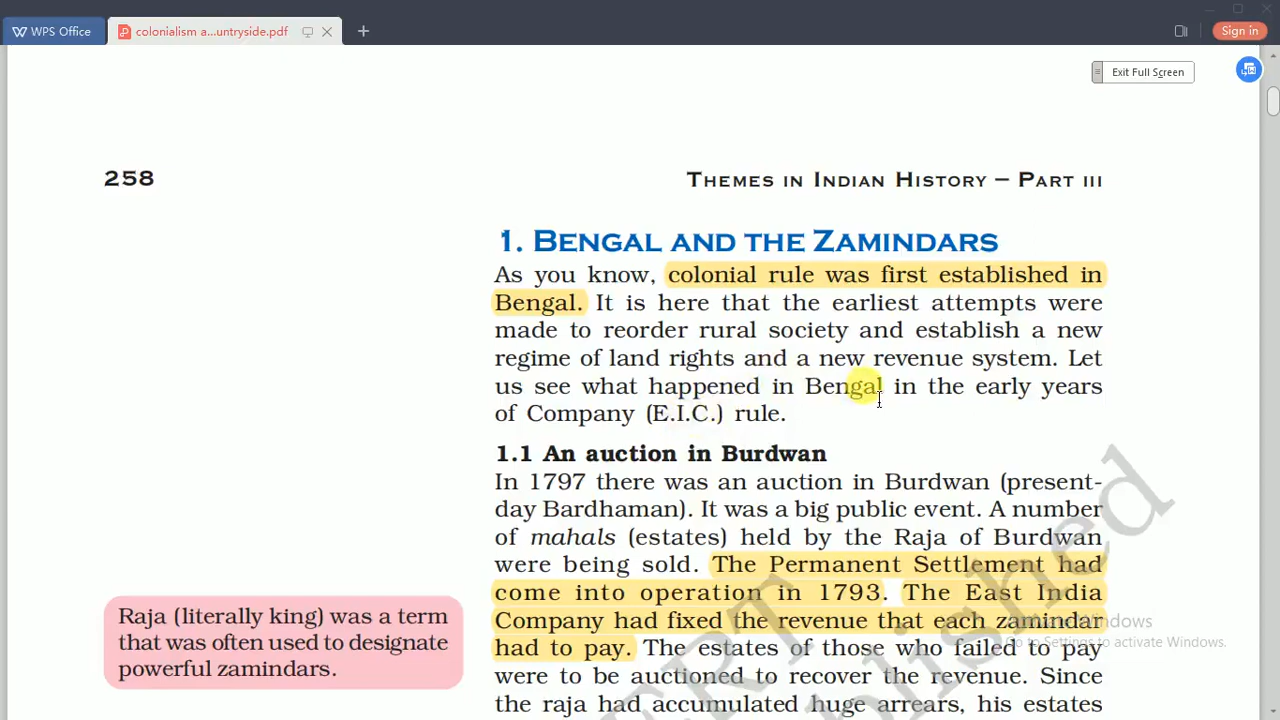 WPS Office
colonialism a...untryside.pdf
Sign in
Exit Full Screen
258
THEMES IN INDIAN HISTORY – PART III
1. BENGAL AND THE ZAMINDARS
As you know, colonial rule was first established in
Bengal. It is here that the earliest attempts were
made to reorder rural society and establish a new
regime of land rights and a new revenue system. Let
us see what happened in Bengal in the early years
of Company (E.I.C.) rule.
1.1 An auction in Burdwan
In 1797 there was an auction in Burdwan (present-
day Bardhaman). It was a big public event. A number
of mahals (estates) held by the Raja of Burdwan
were being sold. The Permanent Settlement had
come into operation in 1793. The East India
Company had fixed the revenue that each zamindar
had to pay. The estates of those who failed to pay
were to be auctioned to recover the revenue. Since
the raja had accumulated huge arrears, his estates
Raja (literally king) was a term
that was often used to designate
powerful zamindars.
Windows
to Settings to activate Windows.